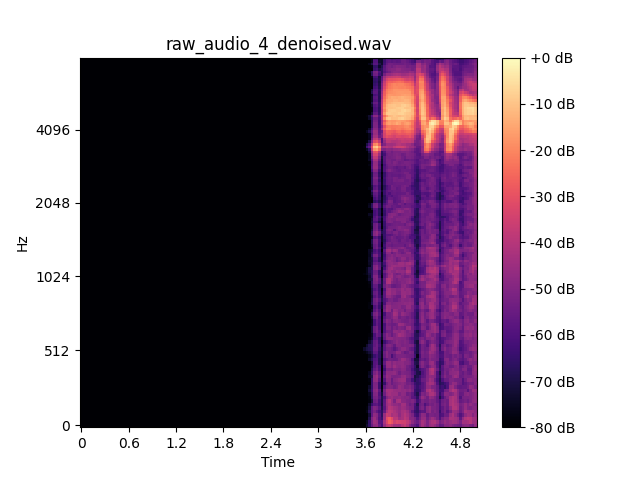 raw_audio_4_denoised.wav
+0 dB
-10 dB
-20 dB
-30 dB
-40 dB
-50 dB
-60 dB
-70 dB
-80 dB
4096
2048
1024
512
0
Hz
0 0.6 1.2 1.8 2.4 3 3.6 4.2 4.8
Time